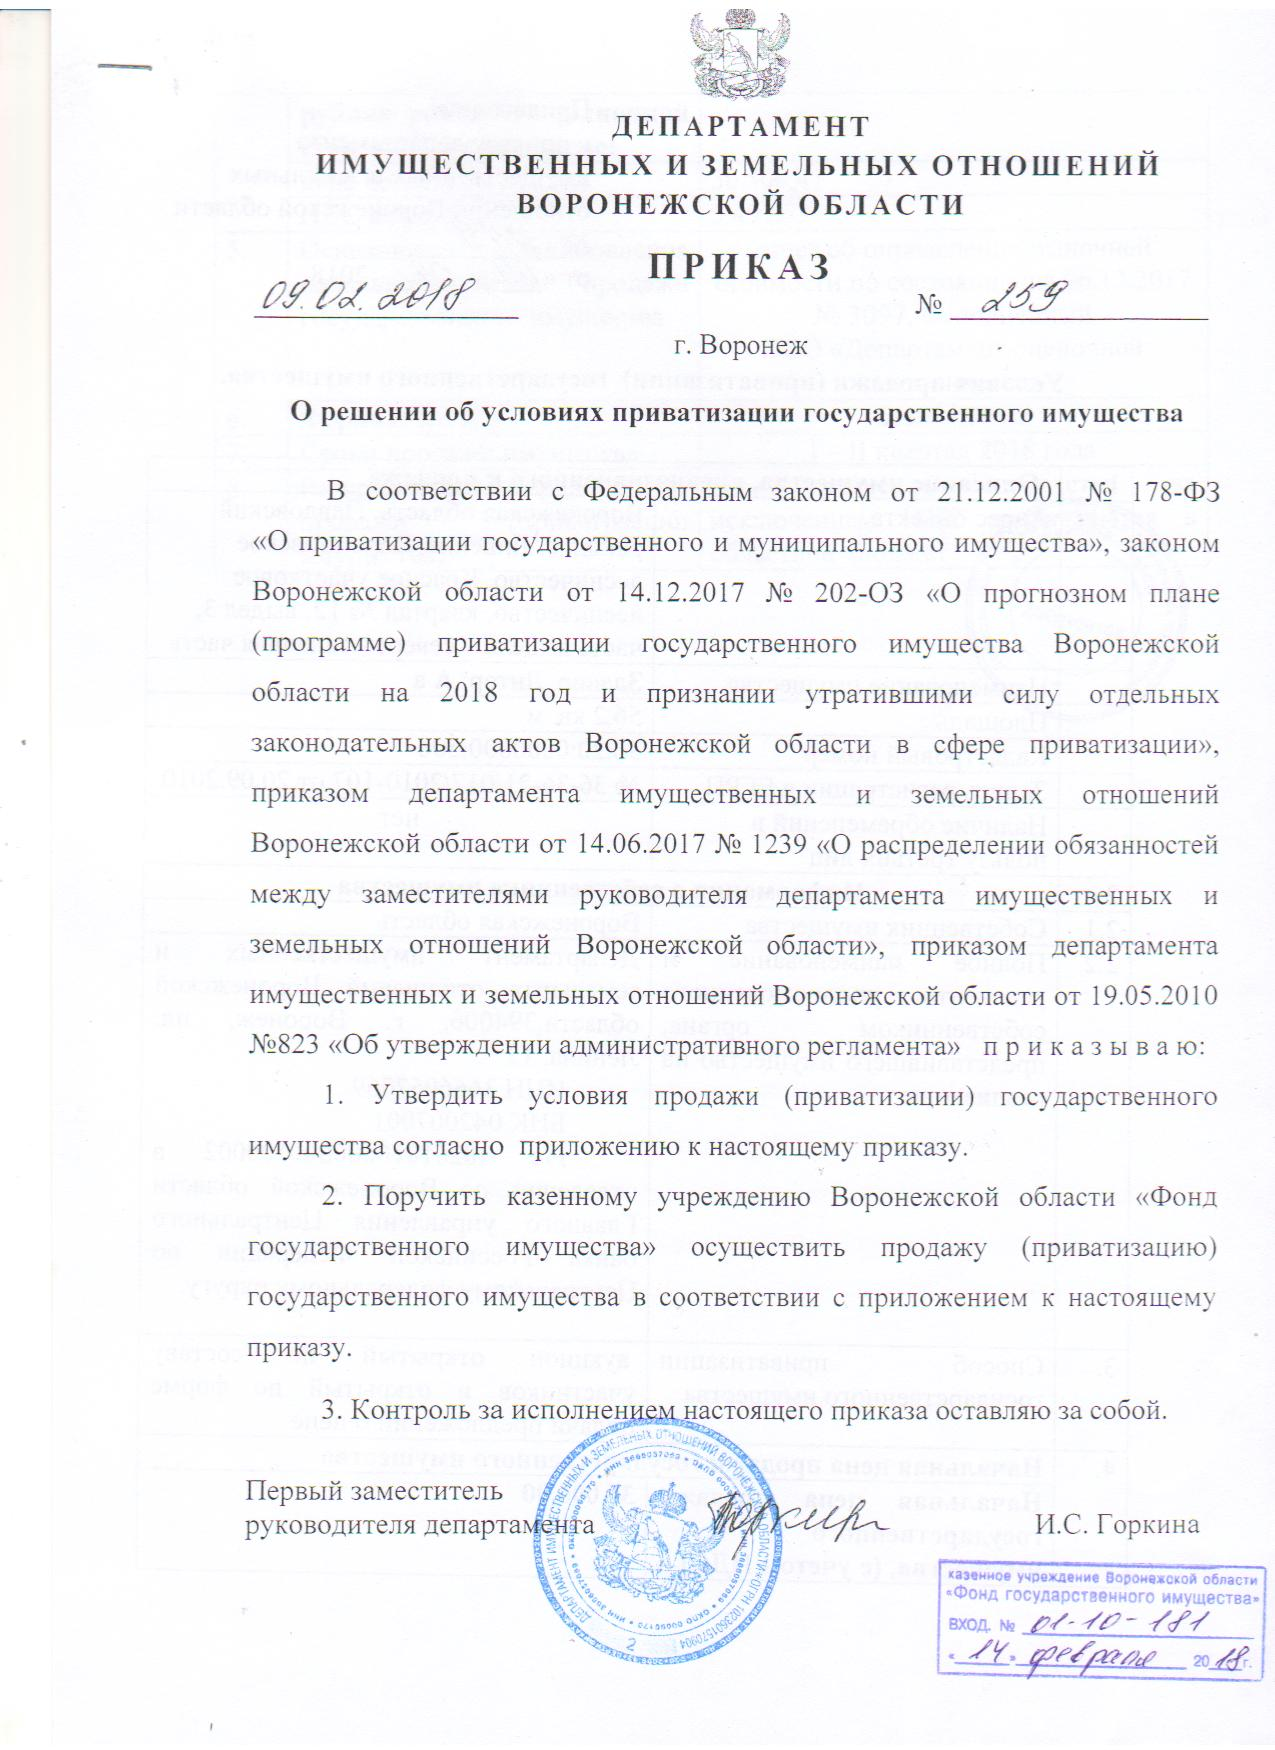 ДЕПАРТАМЕНТ
ИМУЩЕСТВЕННЫХ И ЗЕМЕЛЬНЫХ ОТНОШЕНИЙ
ВОРОНЕЖСКОЙ ОБЛАСТИ
ПРИКАЗ
09.02.2018 № 259
г. Воронеж
О решении об условиях приватизации государственного имущества
В соответствии с Федеральным законом от 21.12.2001 № 178-ФЗ
«О приватизации государственного и муниципального имущества», законом
Воронежской области от 14.12.2017 № 202-ОЗ «О прогнозном плане
(программе) приватизации государственного имущества Воронежской
области на 2018 год и признании утратившими силу отдельных
законодательных актов Воронежской области в сфере приватизации»,
приказом департамента имущественных и земельных отношений
Воронежской области от 14.06.2017 № 1239 «О распределении обязанностей
между заместителями руководителя департамента имущественных и
земельных отношений Воронежской области», приказом департамента
имущественных и земельных отношений Воронежской области от 19.05.2010
№823 «Об утверждении административного регламента» п р и к а з ы в а ю:
1. Утвердить условия продажи (приватизации) государственного
имущества согласно приложению к настоящему приказу.
2. Поручить казенному учреждению Воронежской области «Фонд
государственного имущества» осуществить продажу (приватизацию)
государственного имущества в соответствии с приложением к настоящему
приказу.
3. Контроль за исполнением настоящего приказа оставляю за собой.
Первый заместитель
руководителя департамента И.С. Горкина
ДЕПАРТАМЕНТ ИМУЩЕСТВЕННЫХ И ЗЕМЕЛЬНЫХ ОТНОШЕНИЙ ВОРОНЕЖСКОЙ ОБЛАСТИ
2
казенное учреждение Воронежской области
«Фонд государственного имущества»
ВХОД. № 01-10-181
«14» февраля 2018г.